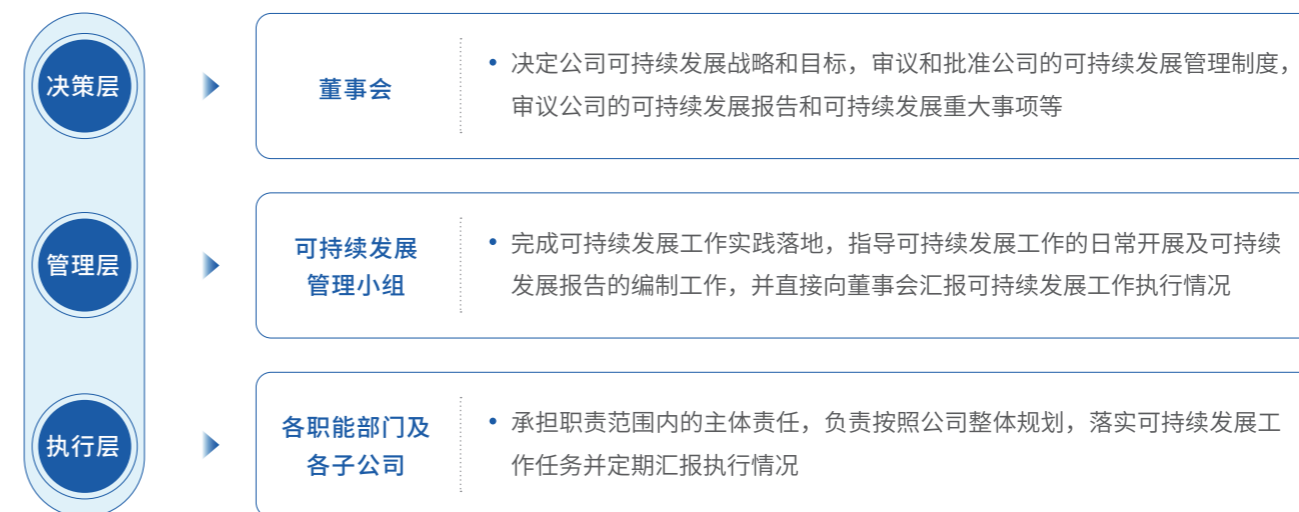 决策层
董事会
• 决定公司可持续发展战略和目标，审议和批准公司的可持续发展管理制度，
审议公司的可持续发展报告和可持续发展重大事项等
管理层
可持续发展
管理小组
• 完成可持续发展工作实践落地，指导可持续发展工作的日常开展及可持续
发展报告的编制工作，并直接向董事会汇报可持续发展工作执行情况
执行层
各职能部门及
各子公司
• 承担职责范围内的主体责任，负责按照公司整体规划，落实可持续发展工
作任务并定期汇报执行情况